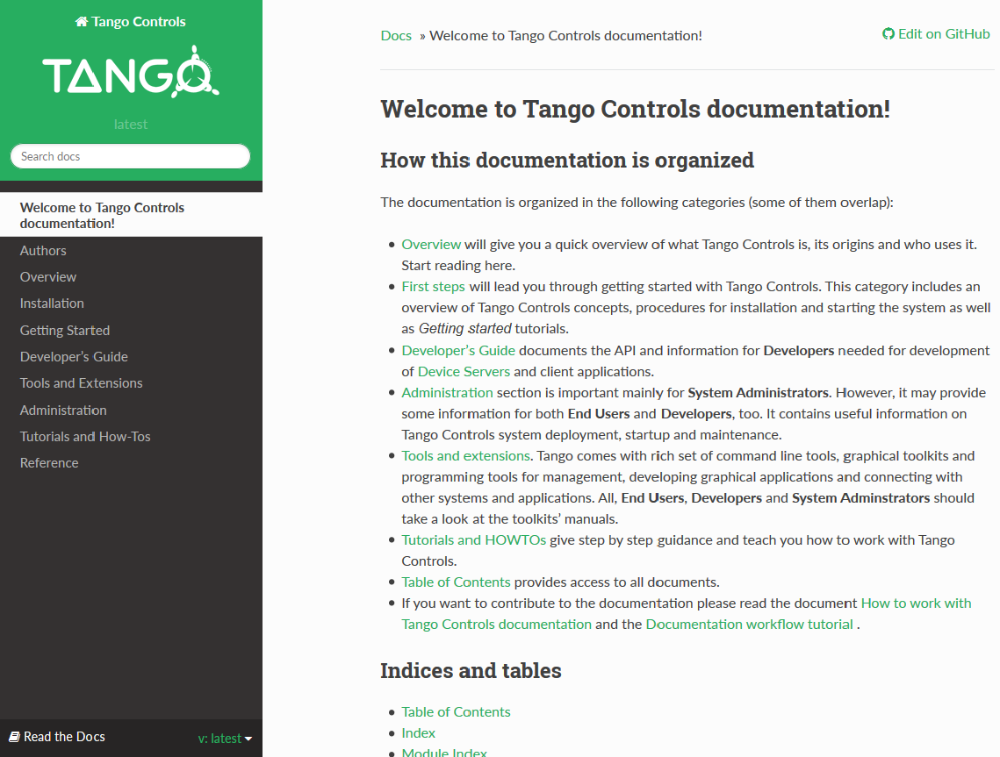 Tango Controls
TANGO
latest
Search docs
Welcome to Tango Controls
documentation!
Authors
Overview
Installation
Getting Started
Developer’s Guide
Tools and Extensions
Administration
Tutorials and How-Tos
Reference
Read the Docs
v: latest
Docs » Welcome to Tango Controls documentation!
Edit on GitHub
Welcome to Tango Controls documentation!
How this documentation is organized
The documentation is organized in the following categories (some of them overlap):
Overview will give you a quick overview of what Tango Controls is, its origins and who uses it.
Start reading here.
First steps will lead you through getting started with Tango Controls. This category includes an
overview of Tango Controls concepts, procedures for installation and starting the system as well
as Getting started tutorials.
Developer’s Guide documents the API and information for Developers needed for development
of Device Servers and client applications.
Administration section is important mainly for System Administrators. However, it may provide
some information for both End Users and Developers, too. It contains useful information on
Tango Controls system deployment, startup and maintenance.
Tools and extensions. Tango comes with rich set of command line tools, graphical toolkits and
programming tools for management, developing graphical applications and connecting with
other systems and applications. All, End Users, Developers and System Adminstrators should
take a look at the toolkits’ manuals.
Tutorials and HOWTOs give step by step guidance and teach you how to work with Tango
Controls.
Table of Contents provides access to all documents.
If you want to contribute to the documentation please read the document How to work with
Tango Controls documentation and the Documentation workflow tutorial .
Indices and tables
Table of Contents
Index
Module Index